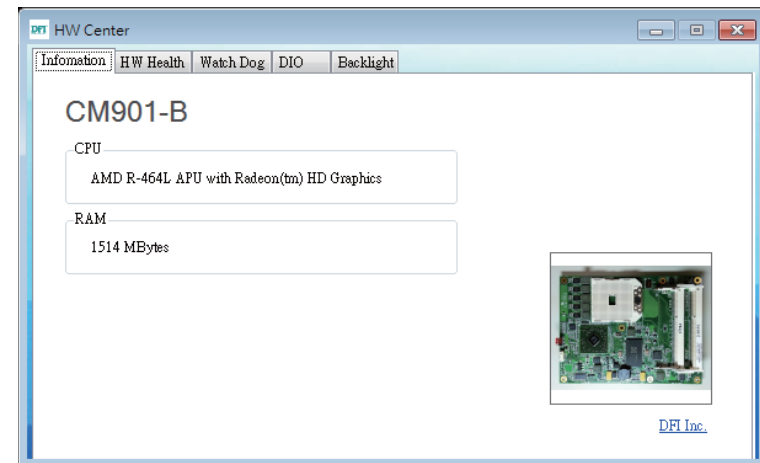 DFI HW Center
Infomation HW Health Watch Dog DIO Backlight
CM901-B
CPU
AMD R-464L APU with Radeon(tm) HD Graphics
RAM
1514 MBytes
DFI Inc.